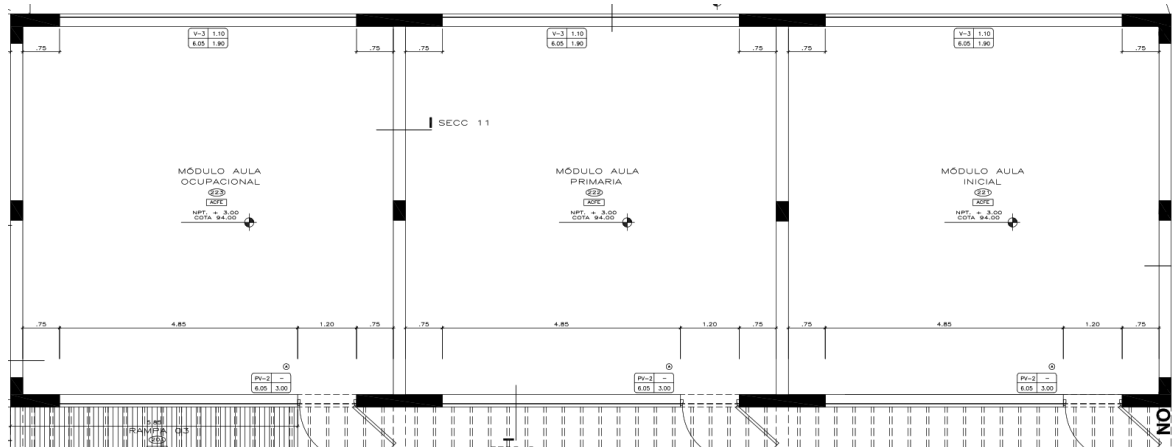 V-3 1.10
6.05 1.90
V-3 1.10
6.05 1.90
V-3 1.10
6.05 1.90
.75 .75 .75 .75 .75 .75
SECC 11
MÓDULO AULA
OCUPACIONAL
223
ACFE
NPT. + 3.00
COTA 94.00
MÓDULO AULA
PRIMARIA
222
ACFE
NPT. + 3.00
COTA 94.00
MÓDULO AULA
INICIAL
221
ACFE
NPT. + 3.00
COTA 94.00
.75 4.85 1.20 .75 .75 4.85 1.20 .75 .75 4.85 1.20 .75
A
PV-2 -
6.05 3.00
A
PV-2 -
6.05 3.00
A
PV-2 -
6.05 3.00
RAMPA 03
NO